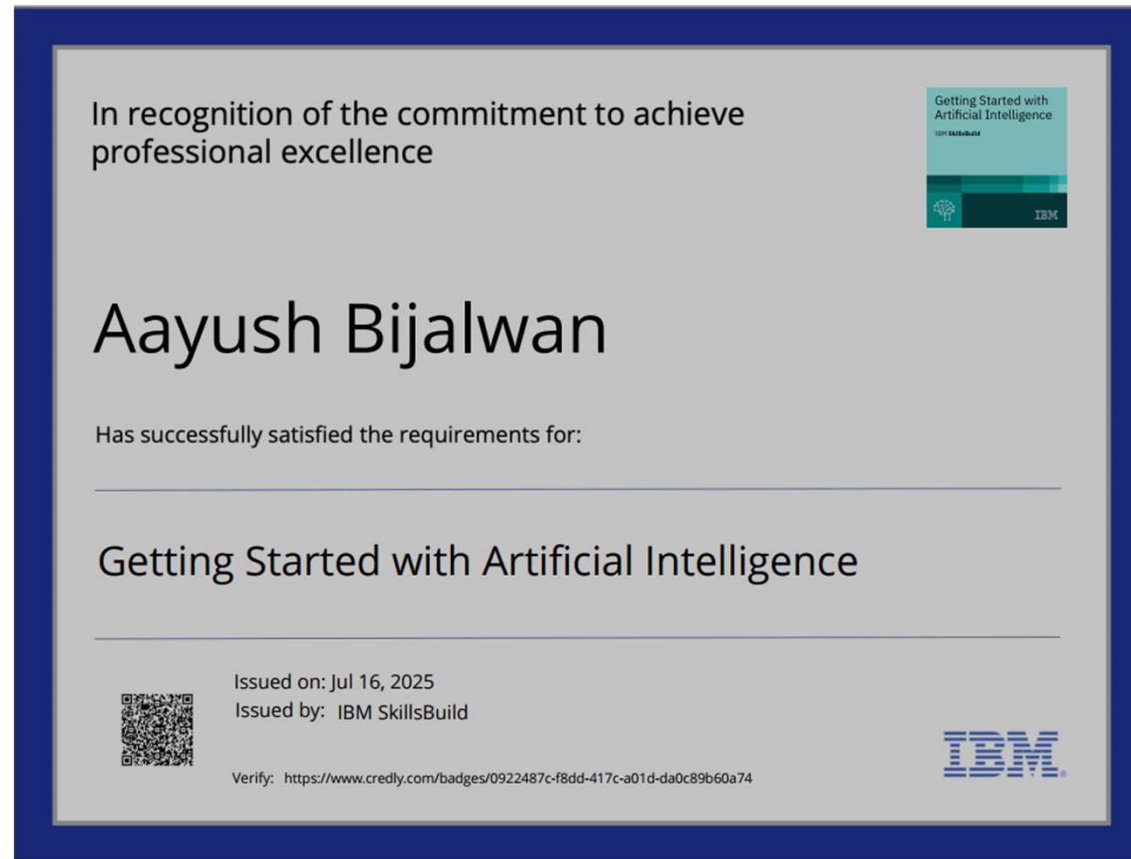 In recognition of the commitment to achieve
professional excellence
Getting Started with
Artificial Intelligence
IBM SkillsBuild
IBM
Aayush Bijalwan
Has successfully satisfied the requirements for:
Getting Started with Artificial Intelligence
Issued on: Jul 16, 2025
Issued by: IBM SkillsBuild
Verify: https://www.credly.com/badges/0922487c-f8dd-417c-a01d-da0c89b60a74
IBM.